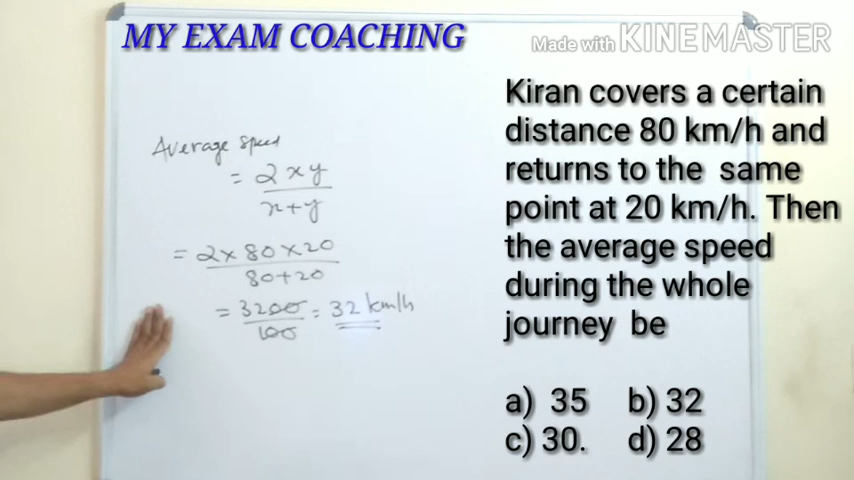 MY EXAM COACHING
Made with KINEMASTER
Average speed
= 2xy
x+y
= 2×80×20
80+20
= 3200
100
= 32 km/h
Kiran covers a certain
distance 80 km/h and
returns to the same
point at 20 km/h. Then
the average speed
during the whole
journey be
a) 35 b) 32
c) 30. d) 28